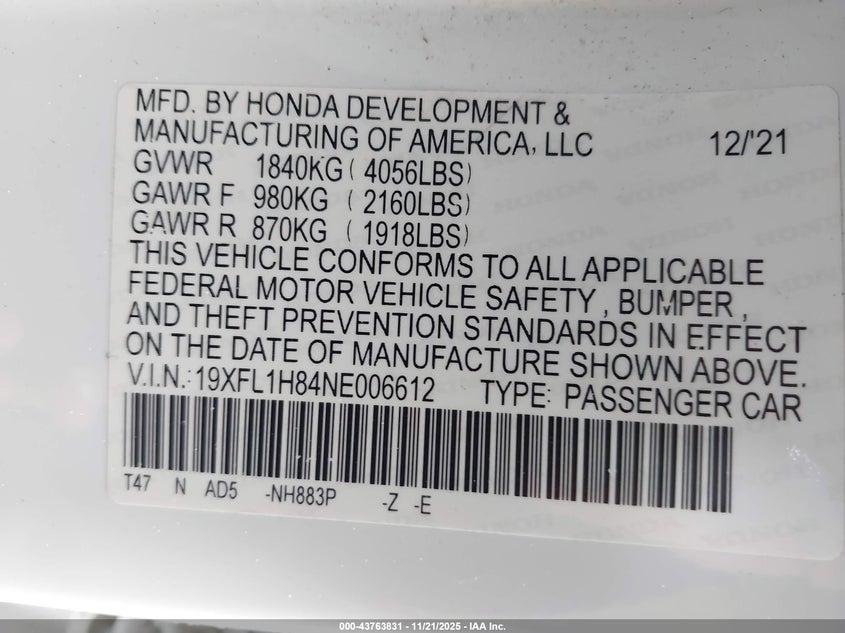 MFD. BY HONDA DEVELOPMENT &
MANUFACTURING OF AMERICA, LLC 12/'21
GVWR 1840KG ( 4056LBS)
GAWR F 980KG ( 2160LBS)
GAWR R 870KG ( 1918LBS)
THIS VEHICLE CONFORMS TO ALL APPLICABLE
FEDERAL MOTOR VEHICLE SAFETY , BUMPER ,
AND THEFT PREVENTION STANDARDS IN EFFECT
ON THE DATE OF MANUFACTURE SHOWN ABOVE.
V.I.N.: 19XFL1H84NE006612 TYPE: PASSENGER CAR
T47 N AD5 -NH883P -Z -E
000-43763831 - 11/21/2025 - IAA Inc.